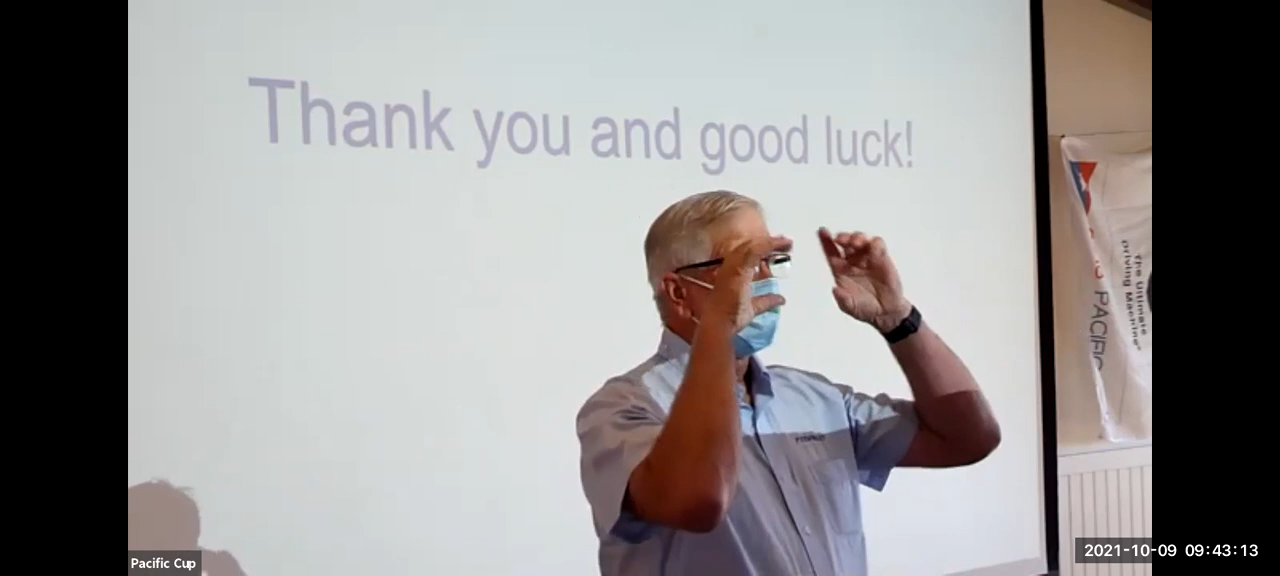 Thank you and good luck!
The Ultimate
Driving Machine®
PACIFIC
Pacific Cup
2021-10-09 09:43:13